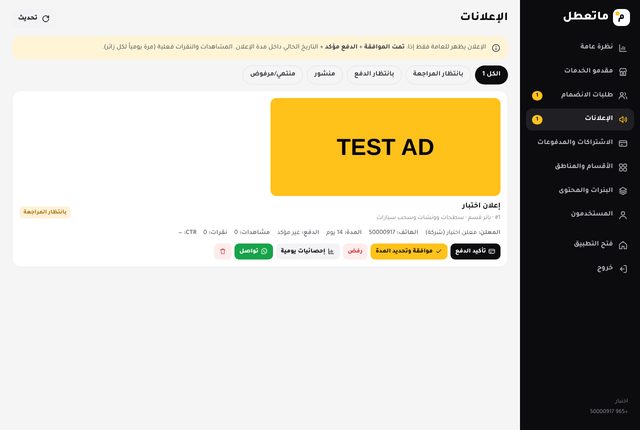 ماتعطل
م
نظرة عامة
مقدمو الخدمات
طلبات الانضمام 1
الإعلانات 1
الاشتراكات والمدفوعات
الأقسام والمناطق
البنرات والمحتوى
المستخدمون
فتح التطبيق
خروج
اختبار
+965 50000917
الإعلانات
تحديث
الإعلان يظهر للعامة فقط إذا: تمت الموافقة + الدفع مؤكد + التاريخ الحالي داخل مدة الإعلان. المشاهدات والنقرات فعلية (مرة يومياً لكل زائر).
الكل 1
بانتظار المراجعة
بانتظار الدفع
منشور
منتهي/مرفوض
TEST AD
إعلان اختبار
بانتظار المراجعة
#1 · بانر قسم · سطحات وونشات وسحب سيارات
المعلن: معلن اختبار (شركة) الهاتف: 50000917 المدة: 14 يوم الدفع: غير مؤكد مشاهدات: 0 نقرات: 0 CTR: –
تأكيد الدفع
موافقة وتحديد المدة
رفض
إحصائيات يومية
تواصل